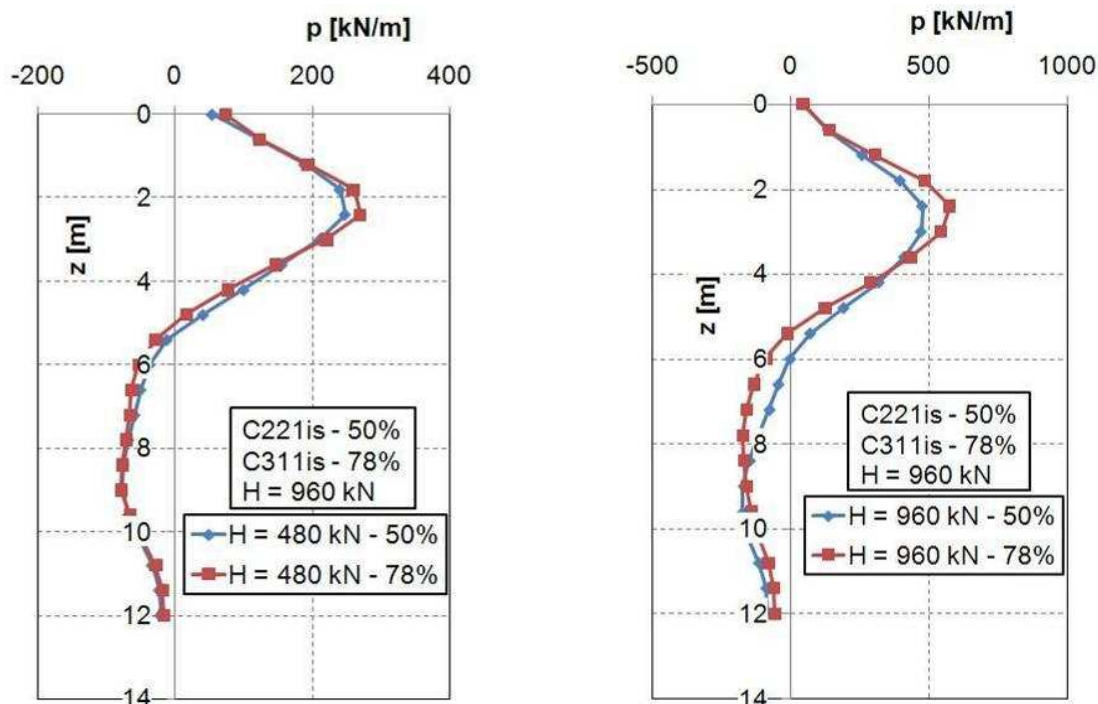 p [kN/m]
-200 0 200 400
0
2
4
6
8
10
12
14
z [m]
C221is - 50%
C311is - 78%
H = 960 kN
H = 480 kN - 50%
H = 480 kN - 78%
p [kN/m]
-500 0 500 1000
0
2
4
6
8
10
12
14
z [m]
C221is - 50%
C311is - 78%
H = 960 kN
H = 960 kN - 50%
H = 960 kN - 78%